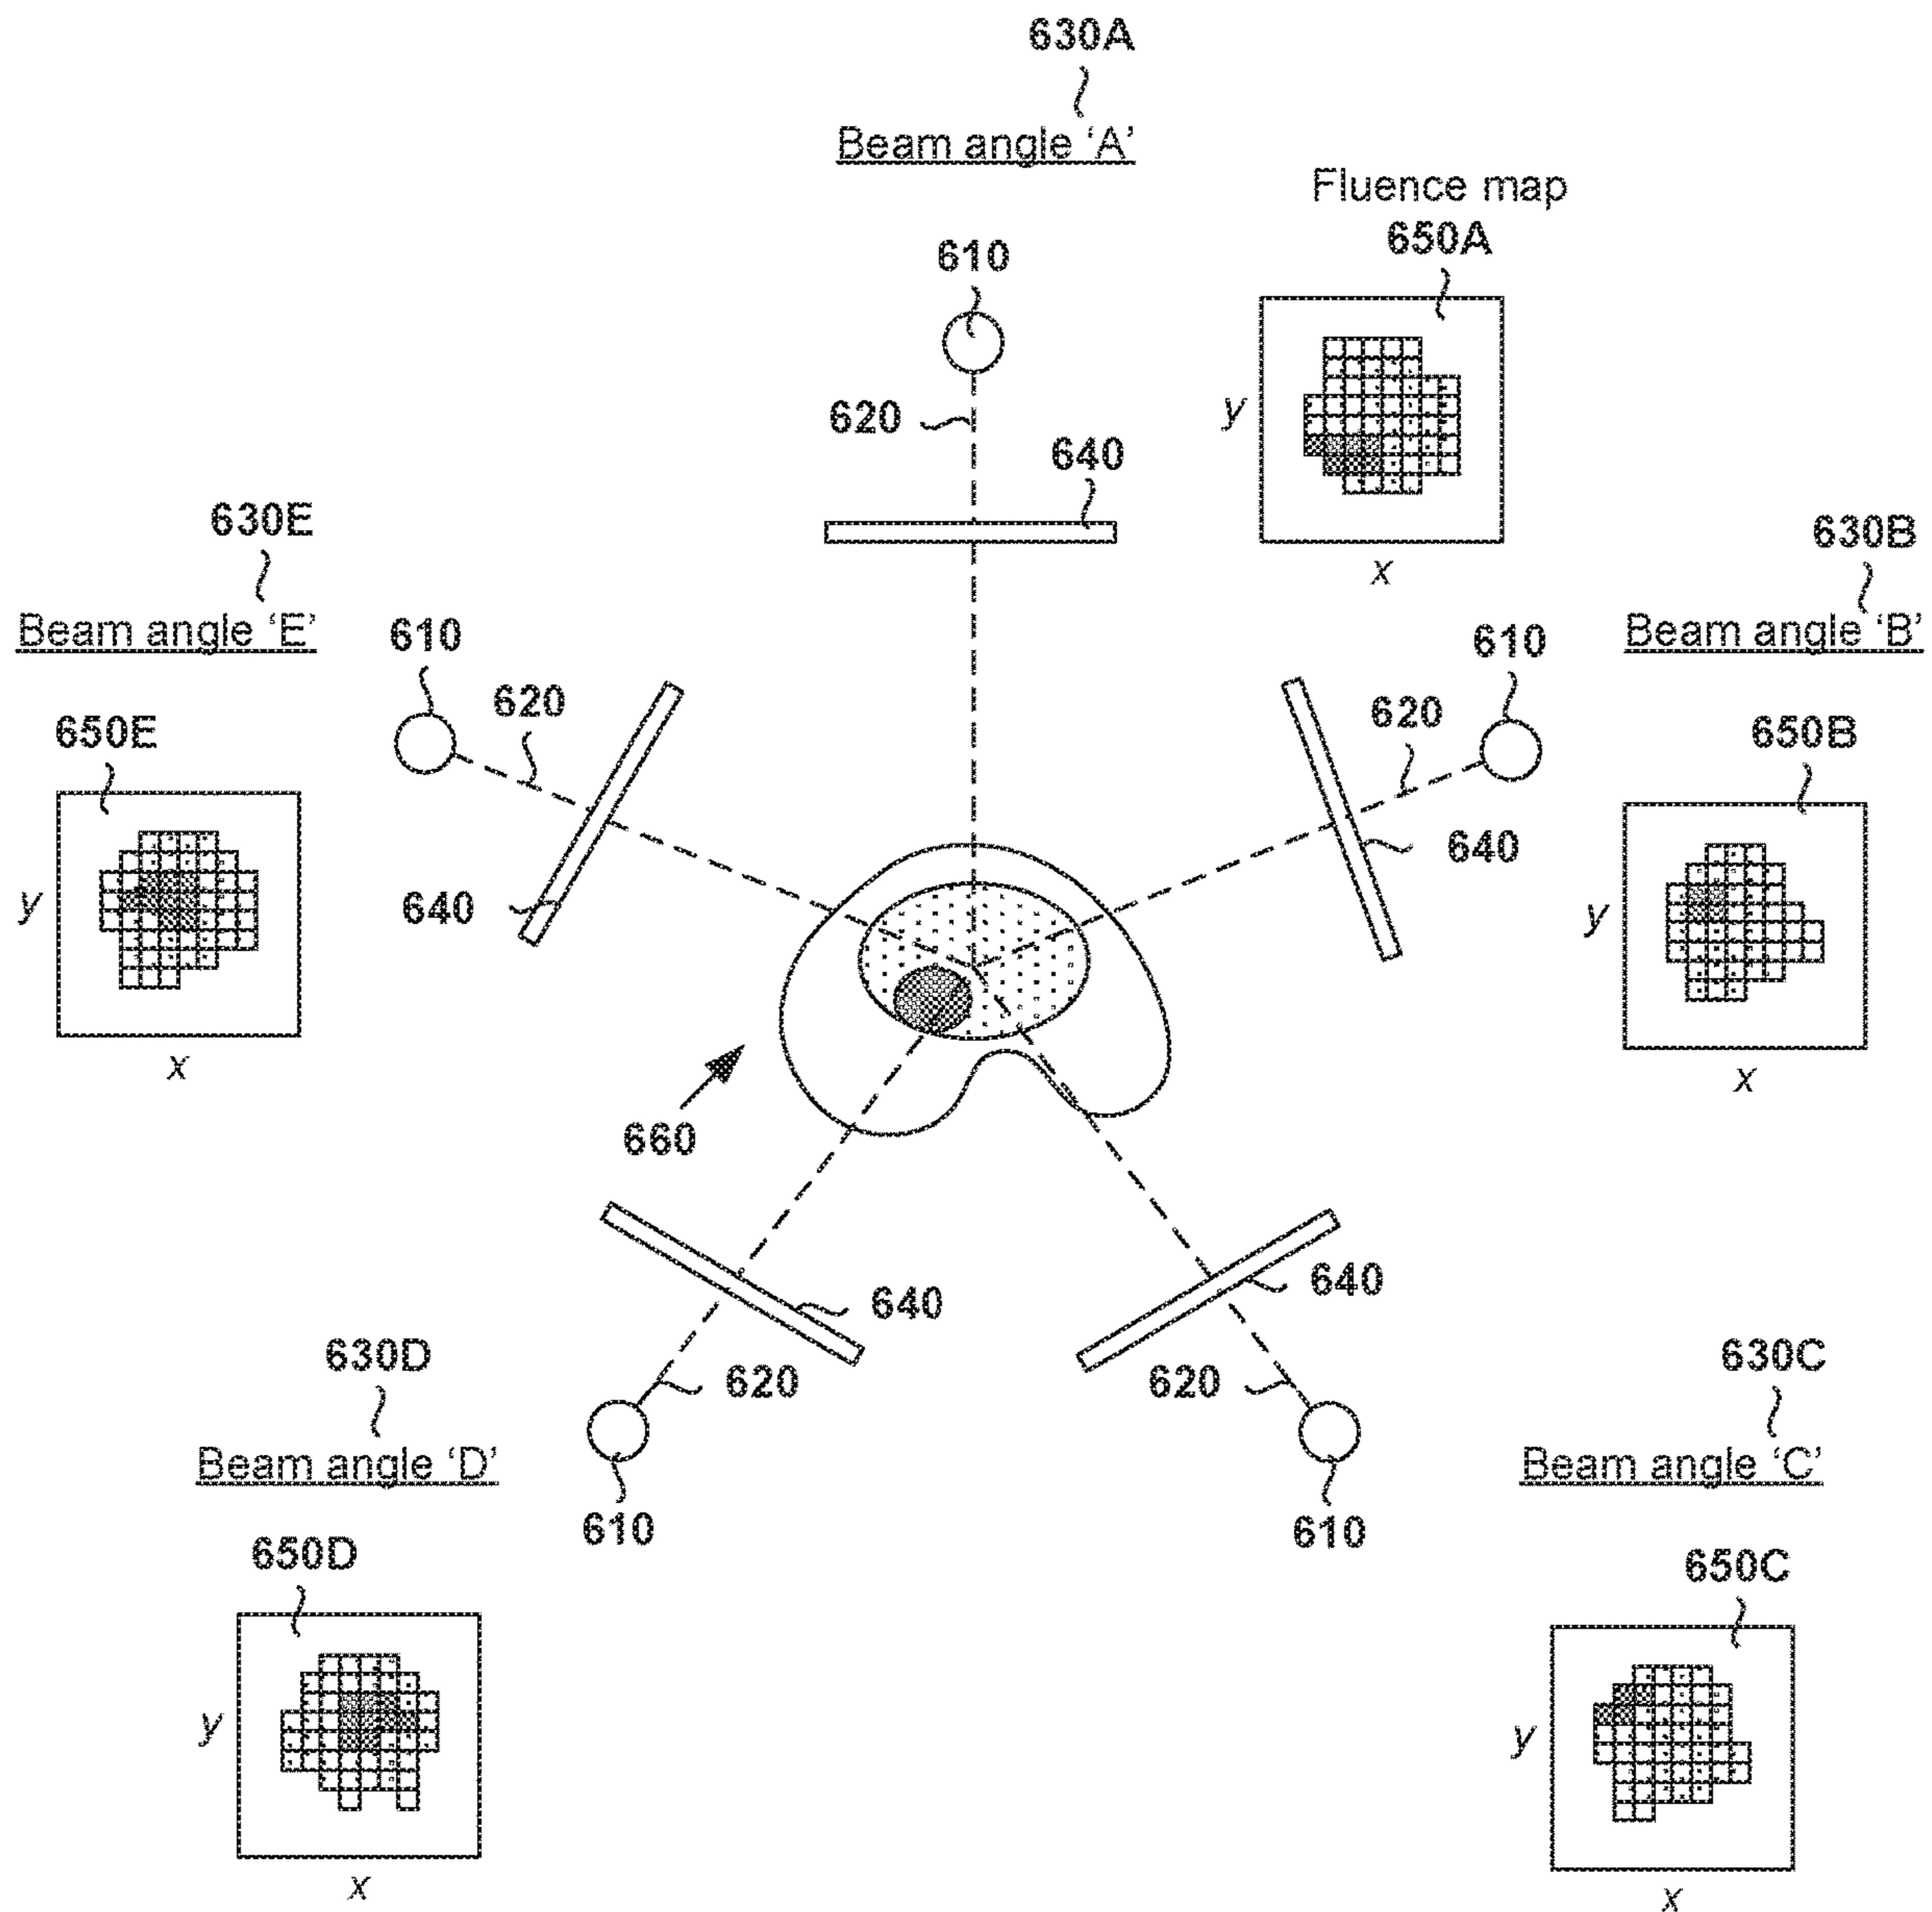 630A
Beam angle ‘A’
Fluence map
650A
610
620
640
y
x
630E
Beam angle ‘E’
610
620
650E
640
y
x
630B
Beam angle ‘B’
610
620
650B
640
y
x
660
640
620
630D
Beam angle ‘D’
610
650D
y
x
640
620
630C
Beam angle ‘C’
610
650C
y
x